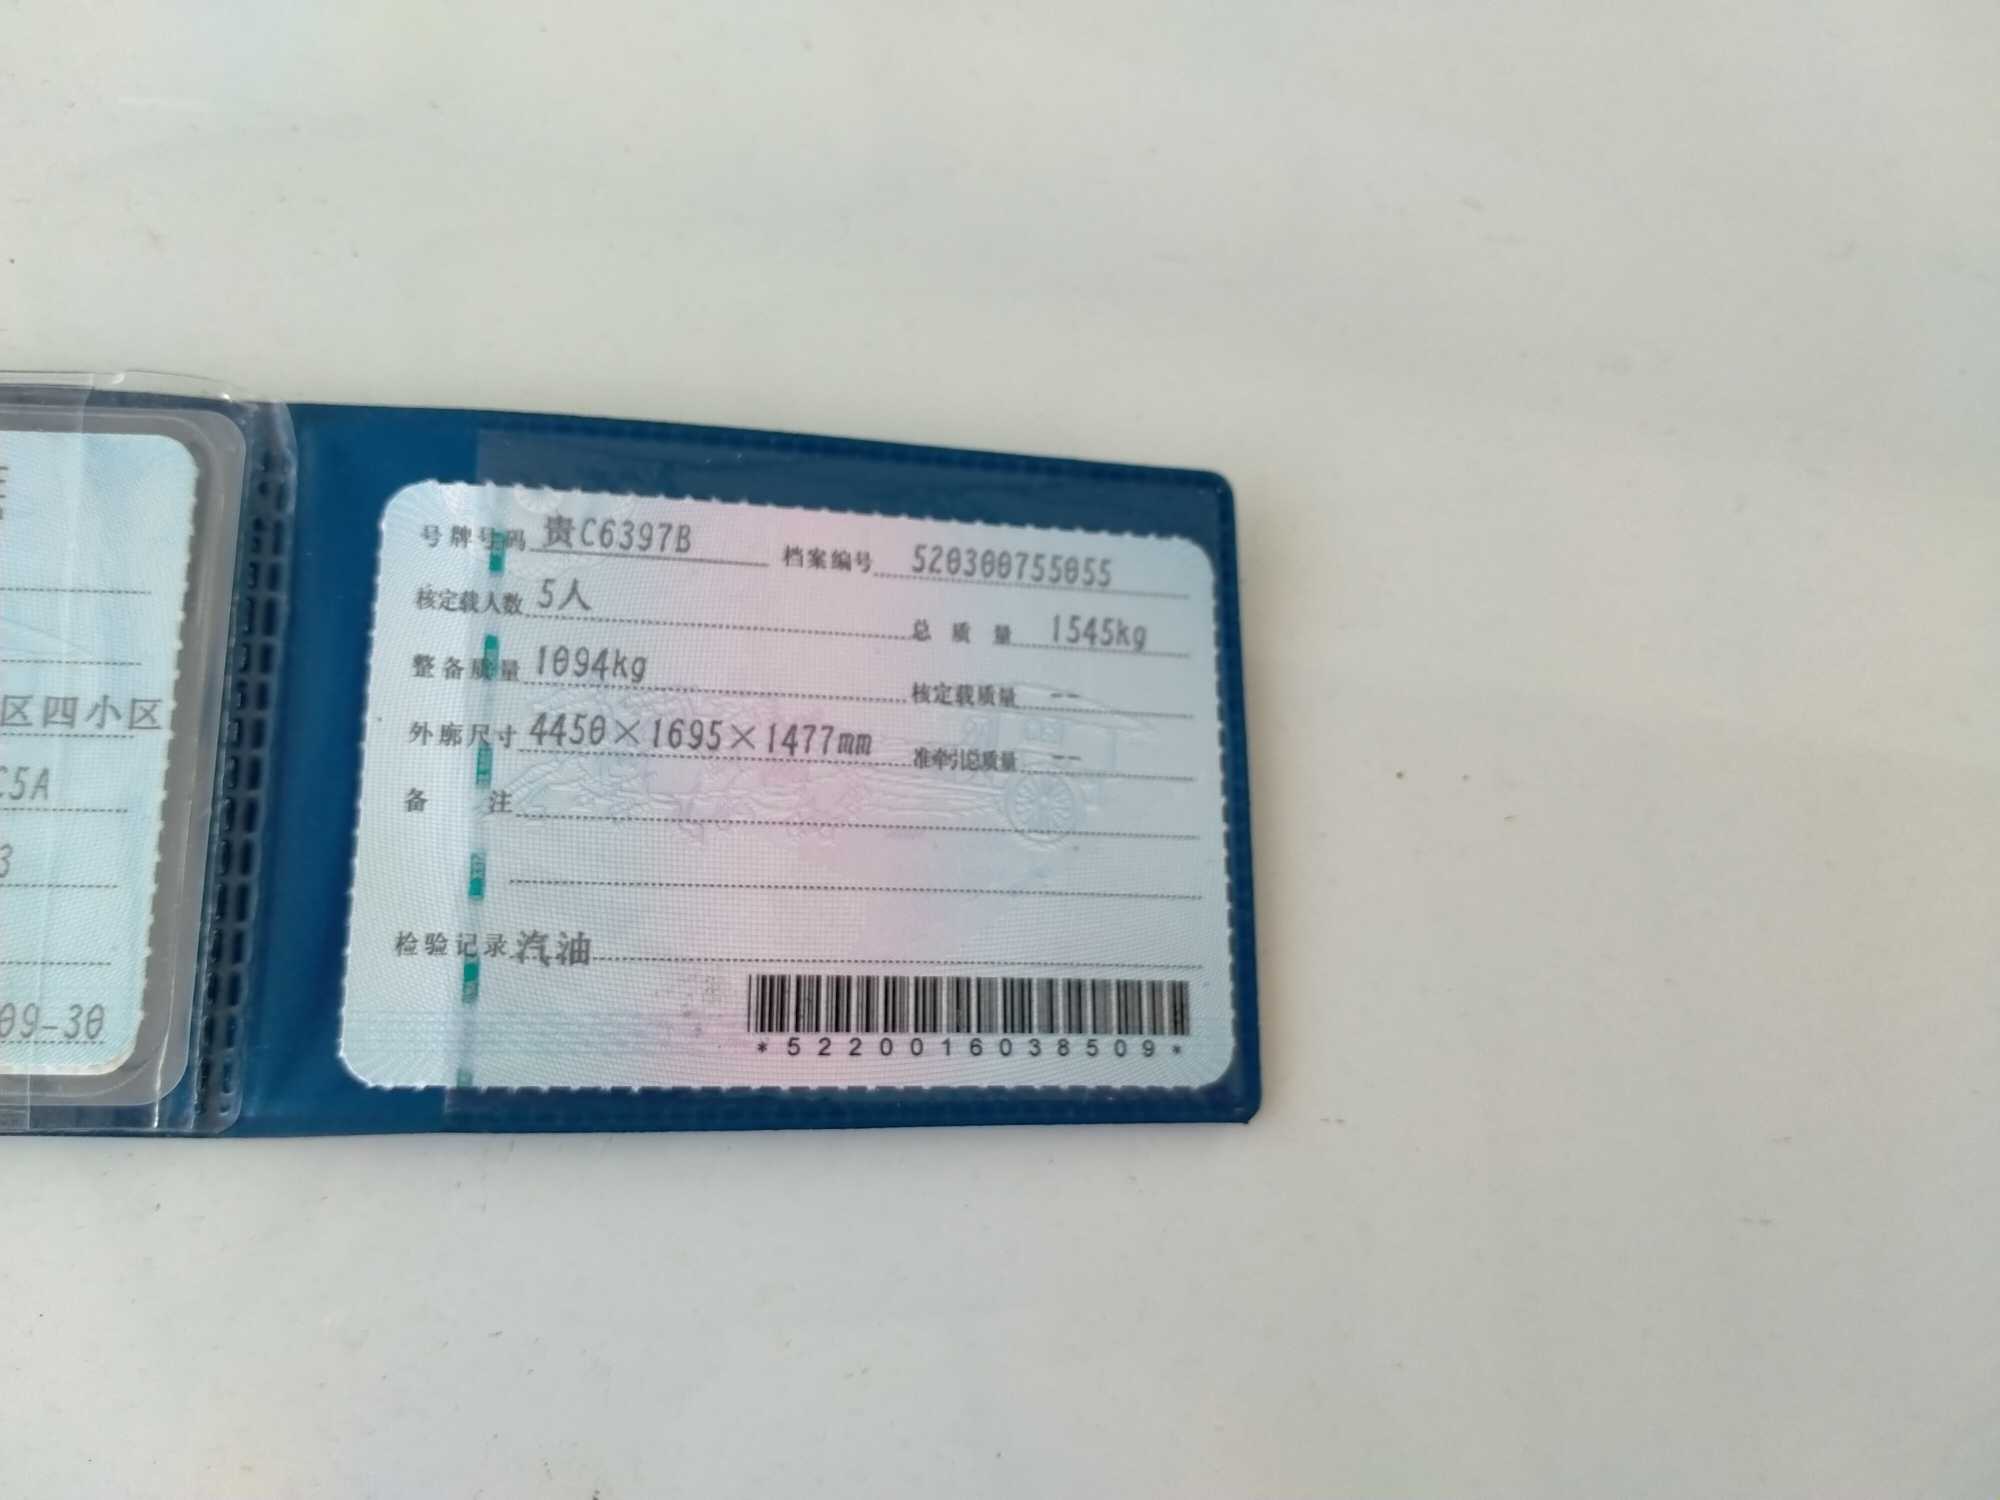 区四小区
C5A
3
09-30
号牌号码 贵C6397B 档案编号 520300755055
核定载人数 5人 总质量 1545kg
整备质量 1094kg 核定载质量 --
外廓尺寸 4450×1695×1477mm 准牵引总质量 --
备注
检验记录 汽油
*5220016038509*